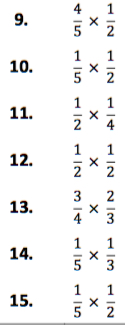 9. 4/5 × 1/2
10. 1/5 × 1/2
11. 1/2 × 1/4
12. 1/2 × 1/2
13. 3/4 × 2/3
14. 1/5 × 1/3
15. 1/5 × 1/2